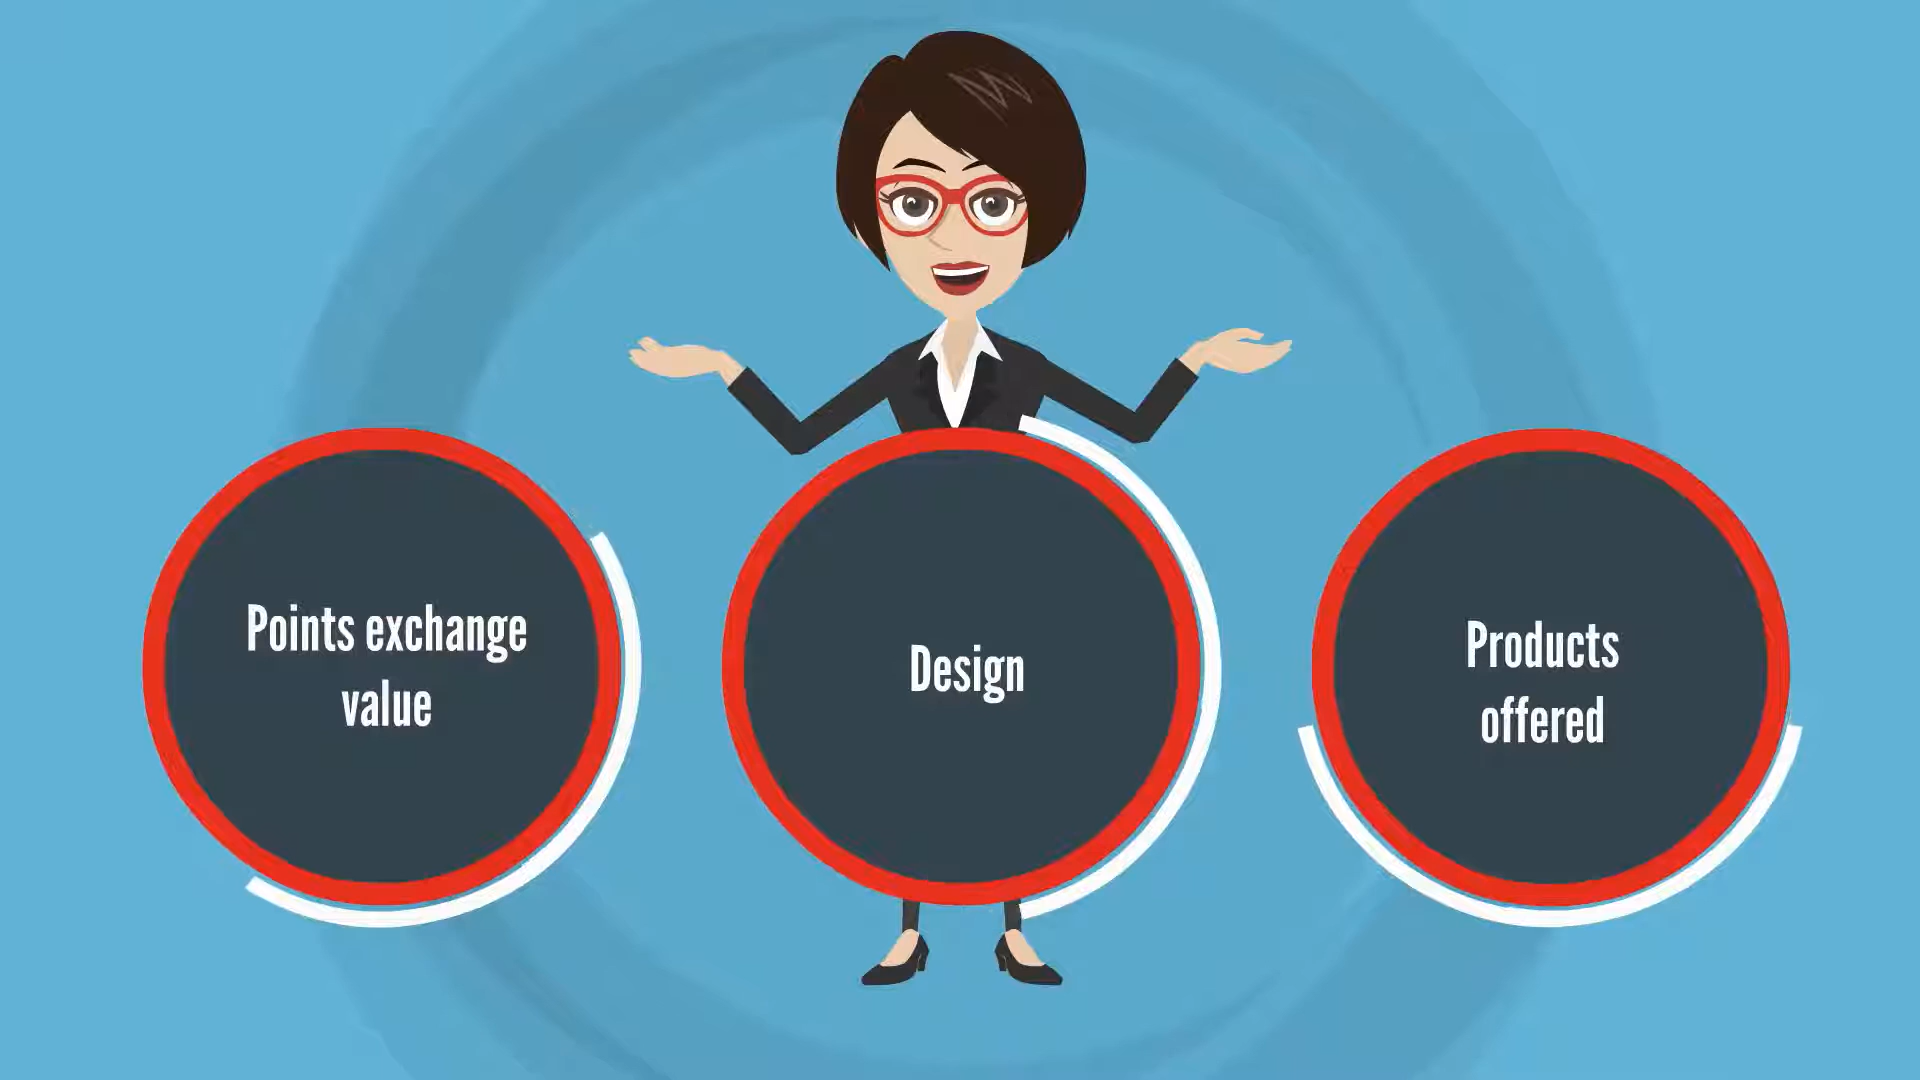 Points exchange
value
Design
Products
offered